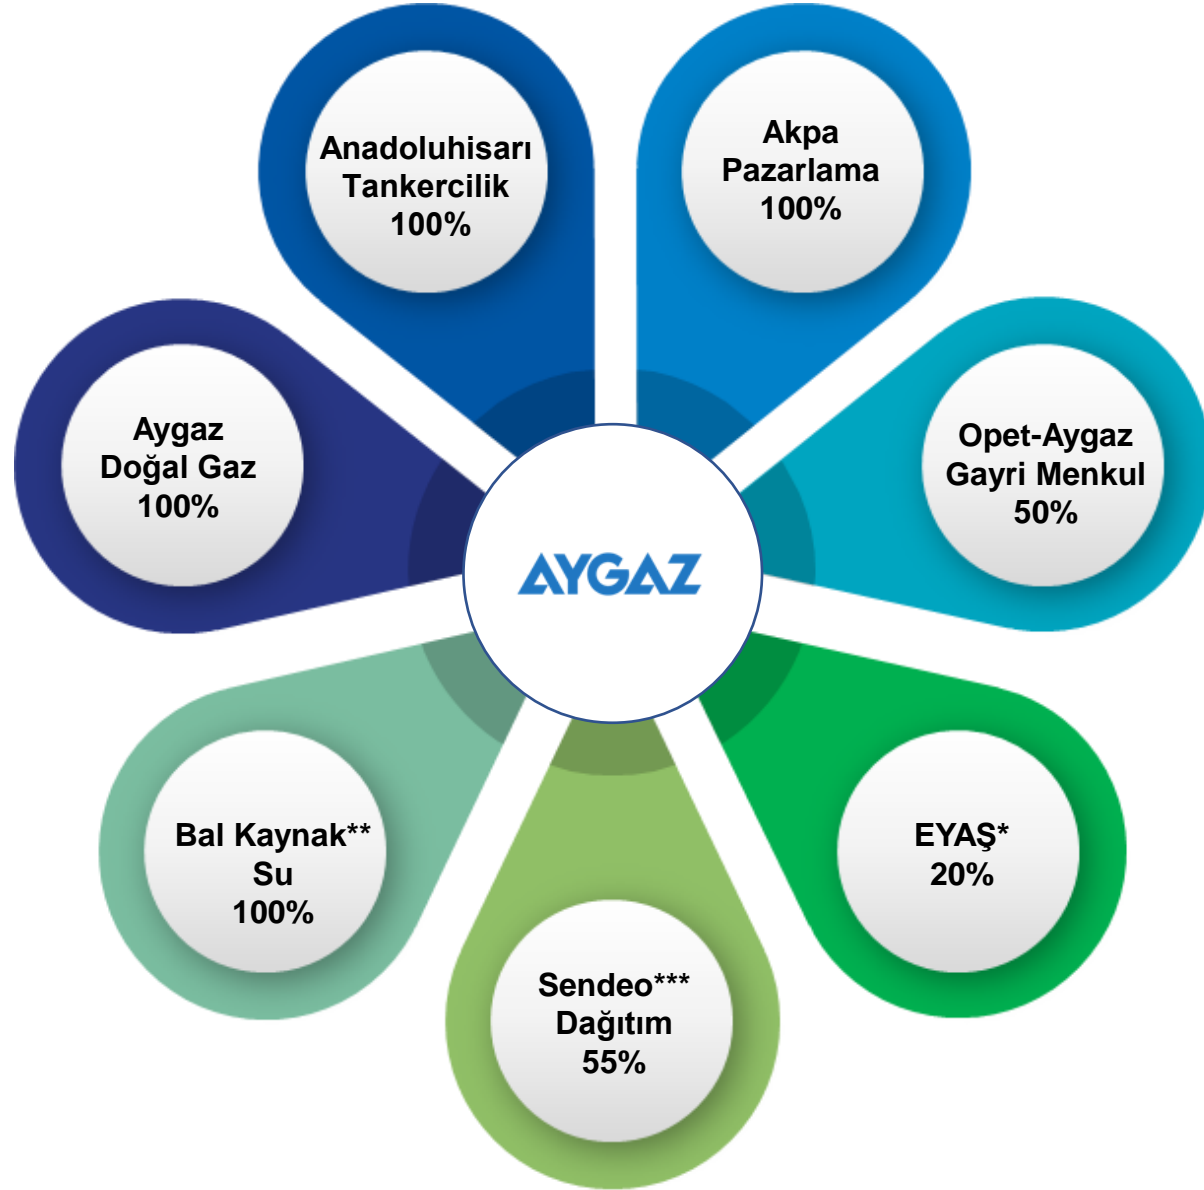 Anadoluhisarı
Tankercilik
100%
Akpa
Pazarlama
100%
Aygaz
Doğal Gaz
100%
Opet-Aygaz
Gayri Menkul
50%
AYGAZ
Bal Kaynak**
Su
100%
EYAŞ*
20%
Sendeo***
Dağıtım
55%